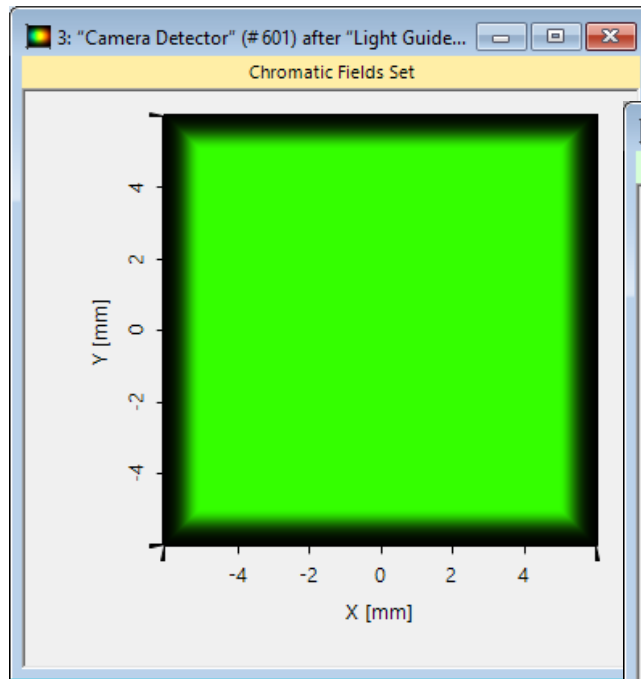 3: "Camera Detector" (# 601) after "Light Guide...
Chromatic Fields Set
4
2
0
-2
-4
Y [mm]
-4 -2 0 2 4
X [mm]